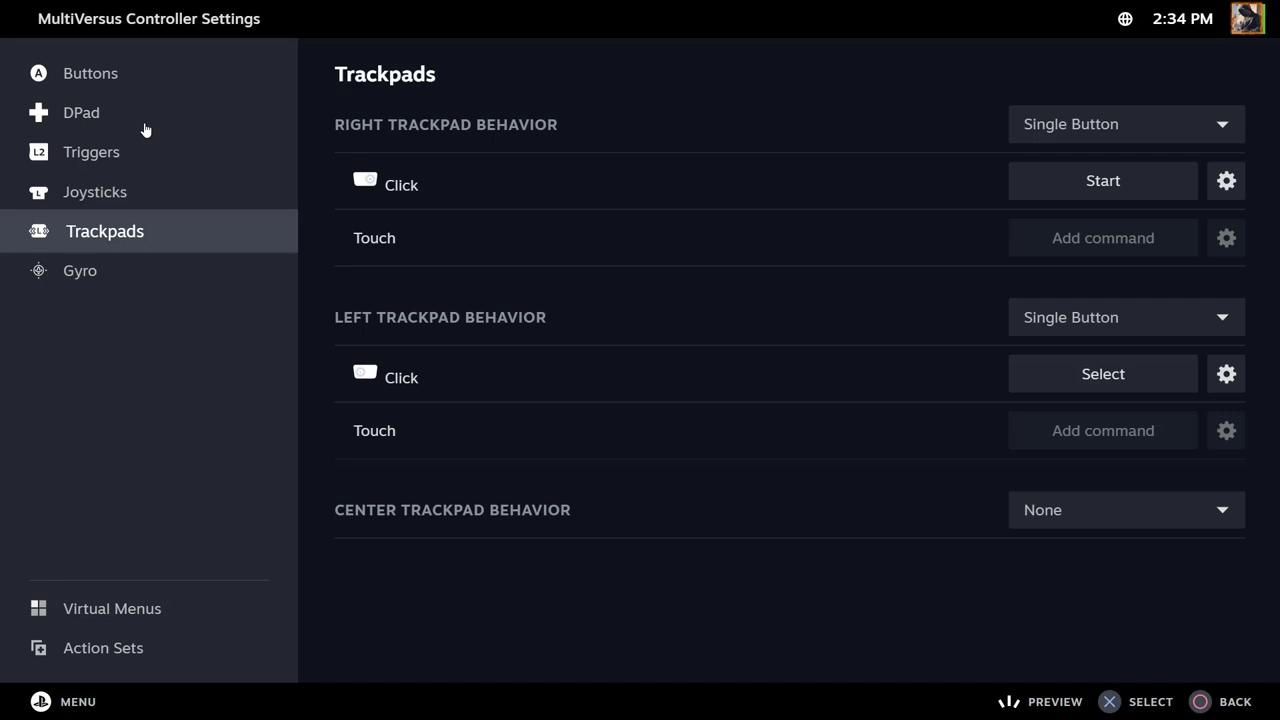 MultiVersus Controller Settings
2:34 PM
A Buttons
DPad
L2 Triggers
L Joysticks
L Trackpads
Gyro
Virtual Menus
Action Sets
Trackpads
RIGHT TRACKPAD BEHAVIOR Single Button
Click Start
Touch Add command
LEFT TRACKPAD BEHAVIOR Single Button
Click Select
Touch Add command
CENTER TRACKPAD BEHAVIOR None
MENU
PREVIEW SELECT BACK